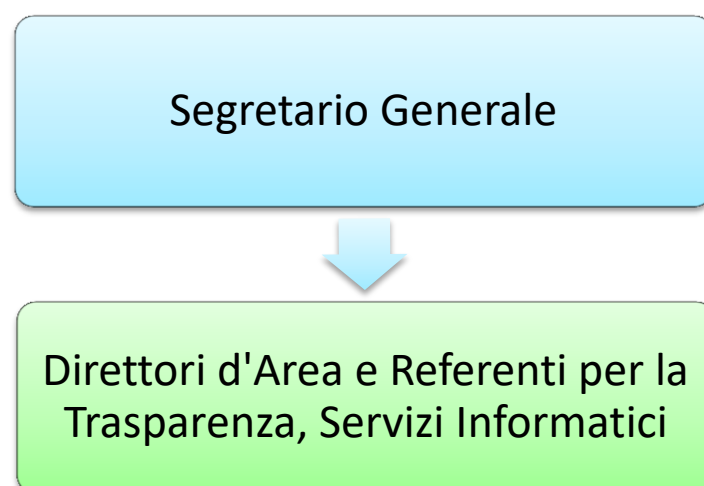 Segretario Generale
Direttori d'Area e Referenti per la
Trasparenza, Servizi Informatici